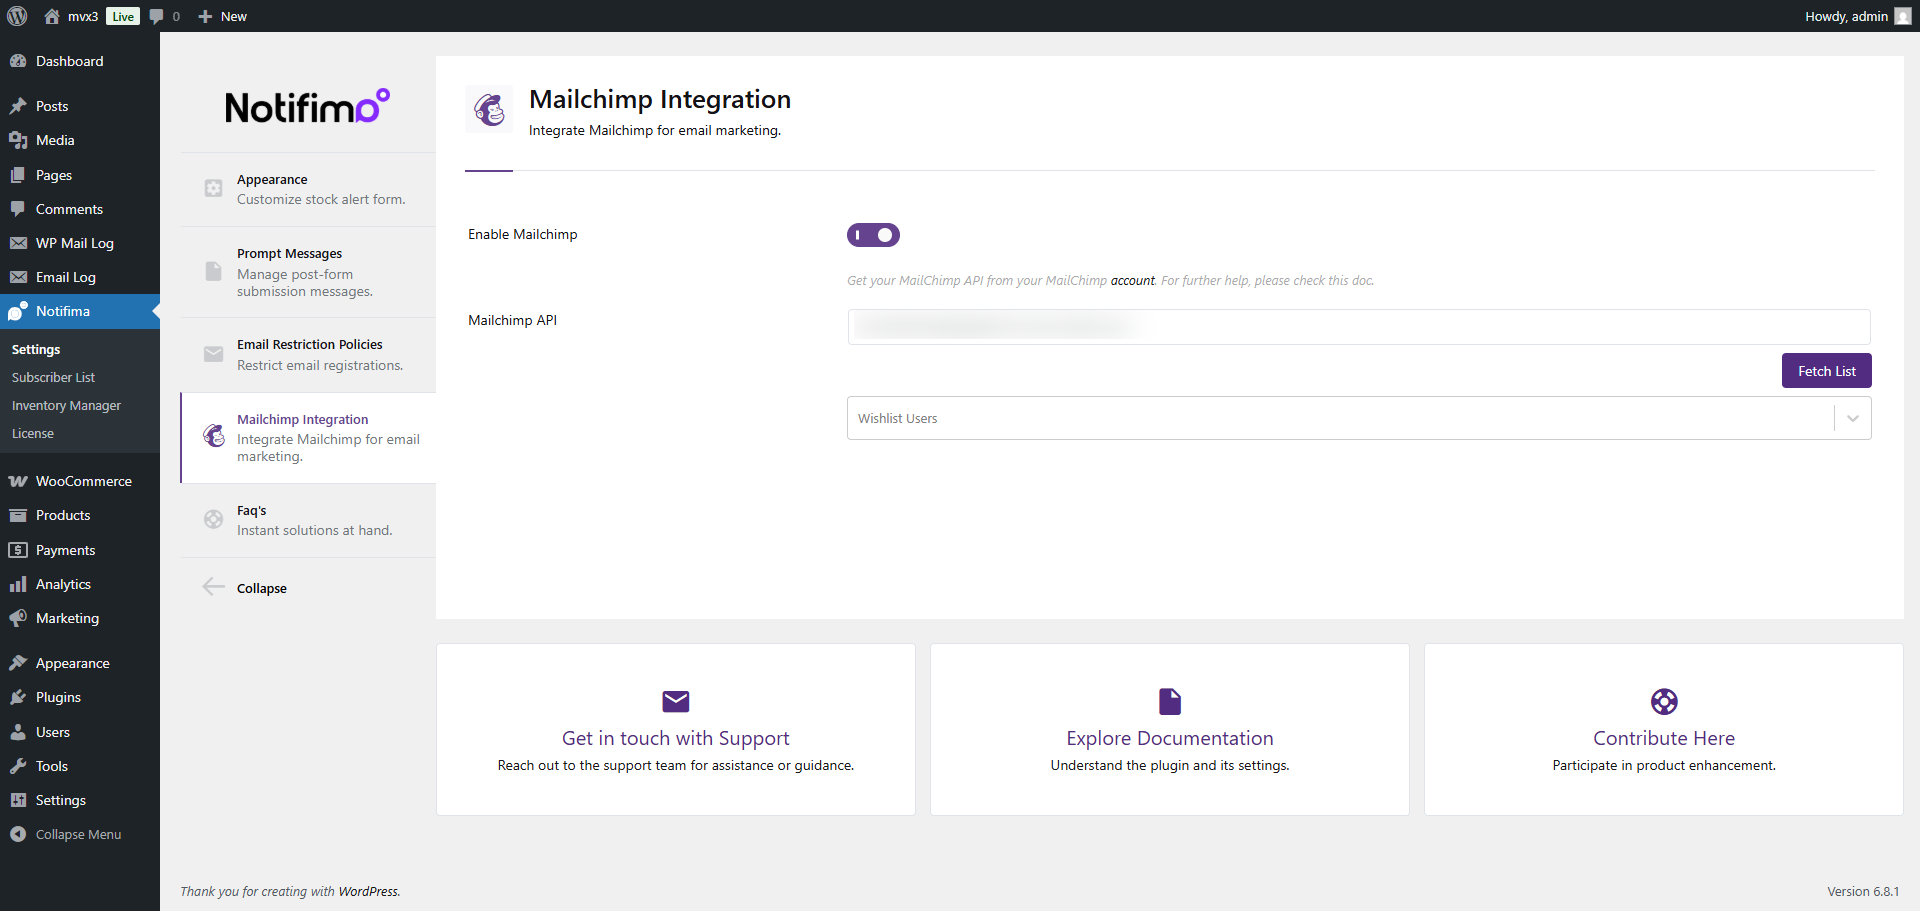 mvx3 Live 0 New
Howdy, admin
Dashboard
Posts
Media
Pages
Comments
WP Mail Log
Email Log
Notifima
Settings
Subscriber List
Inventory Manager
License
WooCommerce
Products
Payments
Analytics
Marketing
Appearance
Plugins
Users
Tools
Settings
Collapse Menu
Notifima
Appearance
Customize stock alert form.
Prompt Messages
Manage post-form
submission messages.
Email Restriction Policies
Restrict email registrations.
Mailchimp Integration
Integrate Mailchimp for email
marketing.
Faq's
Instant solutions at hand.
Collapse
Mailchimp Integration
Integrate Mailchimp for email marketing.
Enable Mailchimp
Get your MailChimp API from your MailChimp account. For further help, please check this doc.
Mailchimp API
Fetch List
Wishlist Users
Get in touch with Support
Reach out to the support team for assistance or guidance.
Explore Documentation
Understand the plugin and its settings.
Contribute Here
Participate in product enhancement.
Thank you for creating with WordPress.
Version 6.8.1